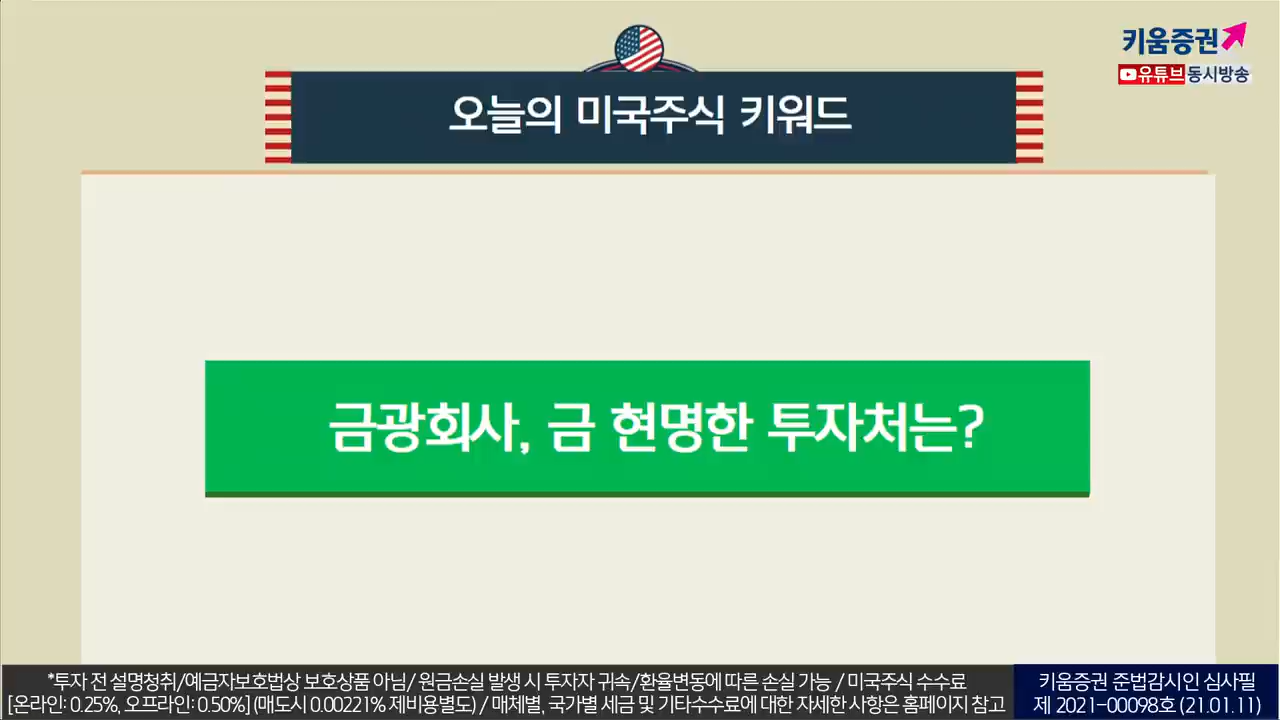 키움증권
유튜브동시방송
오늘의 미국주식 키워드
금광회사, 금 현명한 투자처는?
*투자 전 설명청취/예금자보호법상 보호상품 아님/ 원금손실 발생 시 투자자 귀속/환율변동에 따른 손실 가능 / 미국주식 수수료
[온라인: 0.25%, 오프라인: 0.50%] (매도시 0.00221% 제비용별도) / 매체별, 국가별 세금 및 기타수수료에 대한 자세한 사항은 홈페이지 참고
키움증권 준법감시인 심사필
제 2021-00098호 (21.01.11)